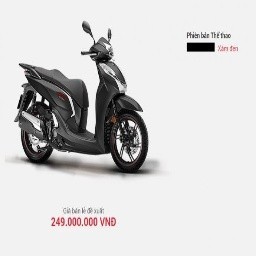 Phiên bản Thể thao
Xám đen
Giá bán lẻ đề xuất
249.000.000 VNĐ